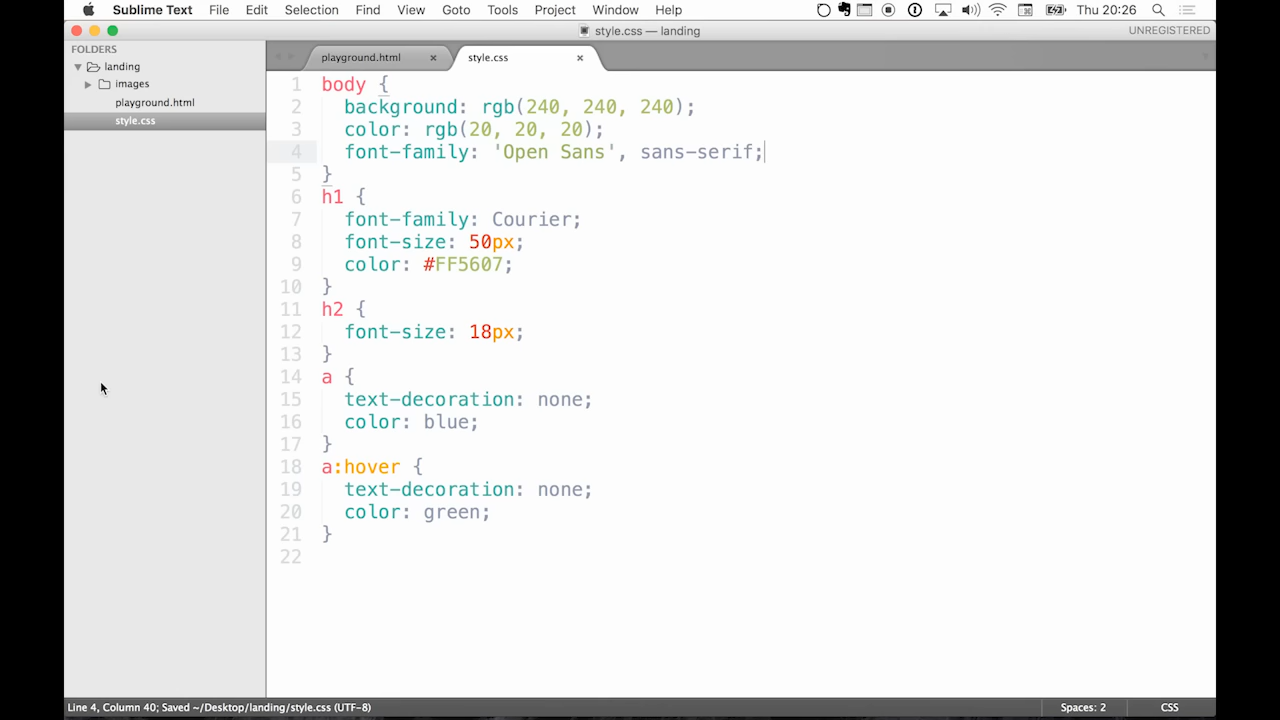 Sublime Text File Edit Selection Find View Goto Tools Project Window Help Thu 20:26
style.css — landing UNREGISTERED
FOLDERS
landing
images
playground.html
style.css
playground.html × style.css ×
1 body {
2 background: rgb(240, 240, 240);
3 color: rgb(20, 20, 20);
4 font-family: 'Open Sans', sans-serif;
5 }
6 h1 {
7 font-family: Courier;
8 font-size: 50px;
9 color: #FF5607;
10 }
11 h2 {
12 font-size: 18px;
13 }
14 a {
15 text-decoration: none;
16 color: blue;
17 }
18 a:hover {
19 text-decoration: none;
20 color: green;
21 }
22
Line 4, Column 40; Saved ~/Desktop/landing/style.css (UTF-8) Spaces: 2 CSS